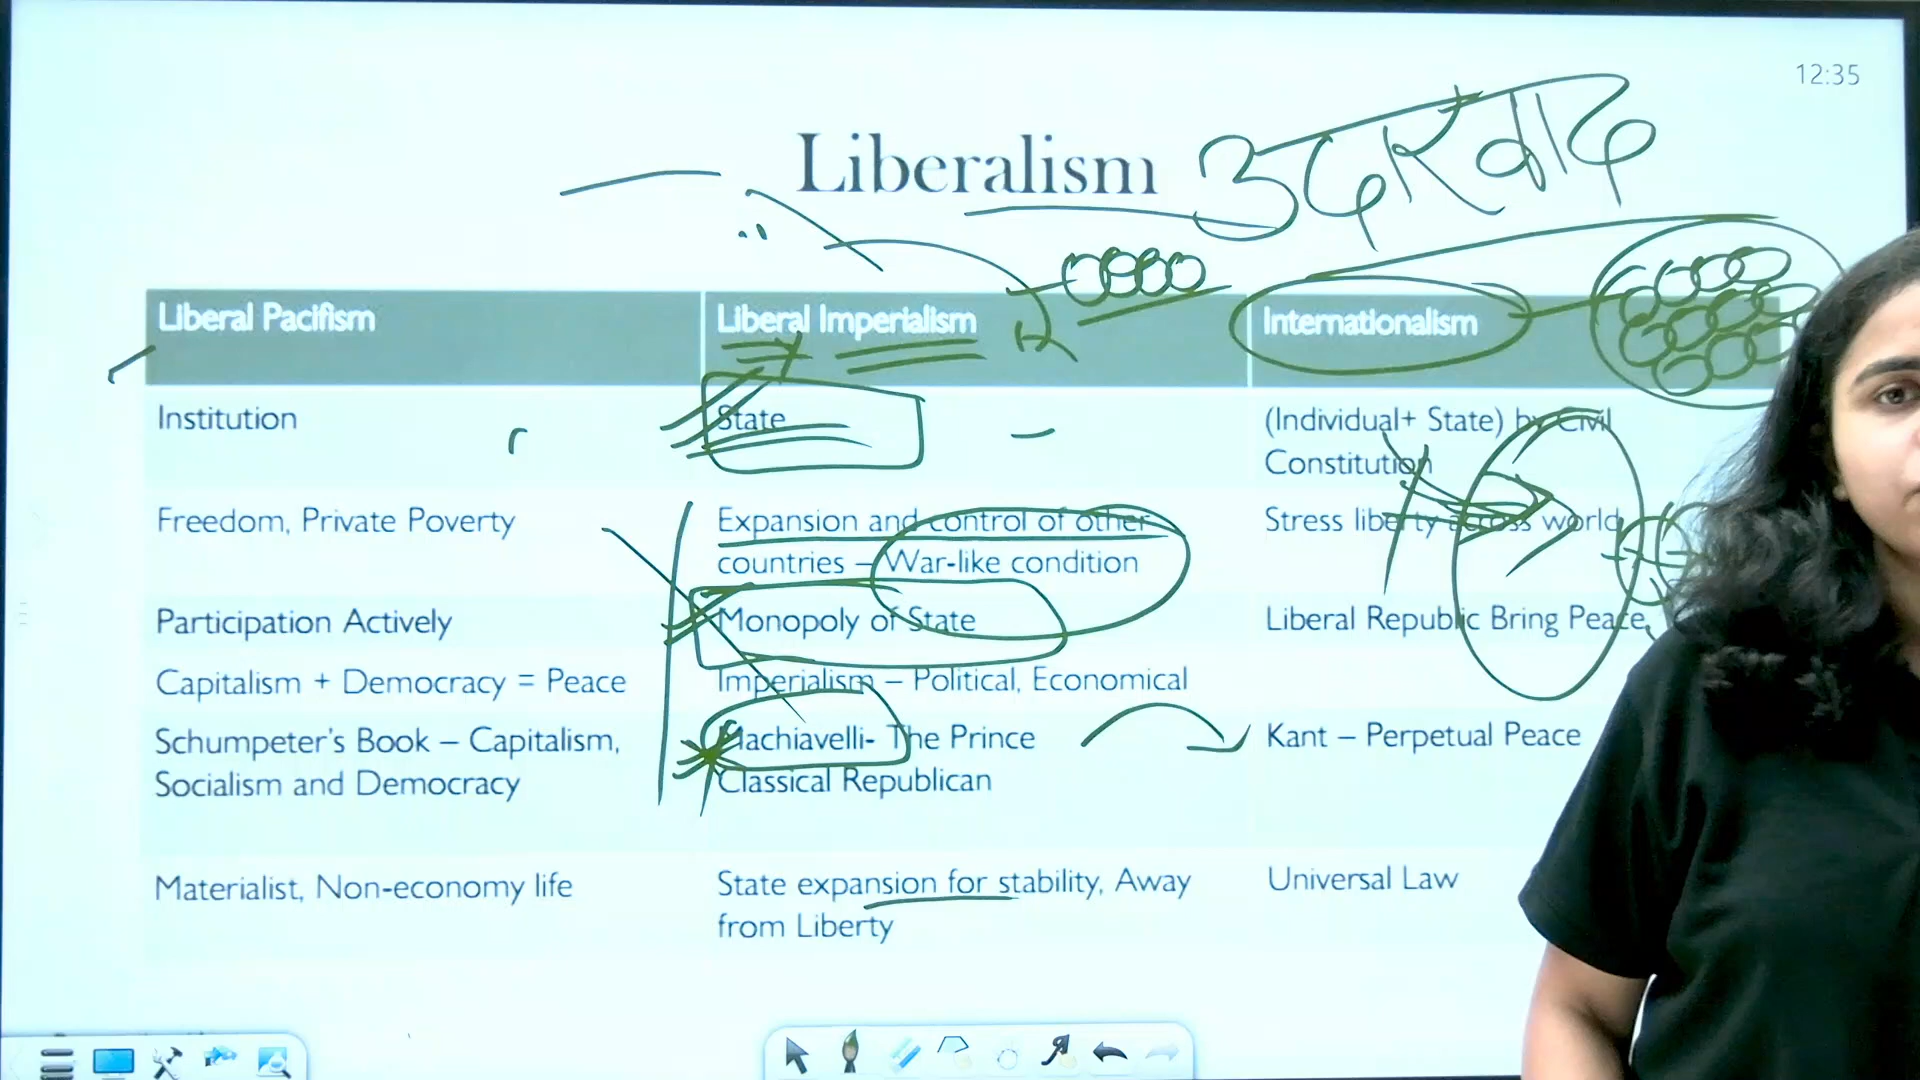 12:35
Liberalism उदारवाद
Liberal Pacifism
Liberal Imperialism
Internationalism
Institution
State
(Individual+ State) by Civil
Constitution
Freedom, Private Poverty
Expansion and control of other
countries – War-like condition
Stress liberty across world
Participation Actively
Monopoly of State
Liberal Republic Bring Peace
Capitalism + Democracy = Peace
Imperialism – Political, Economical
Schumpeter's Book – Capitalism,
Socialism and Democracy
Machiavelli- The Prince
Classical Republican
Kant – Perpetual Peace
Materialist, Non-economy life
State expansion for stability, Away
from Liberty
Universal Law